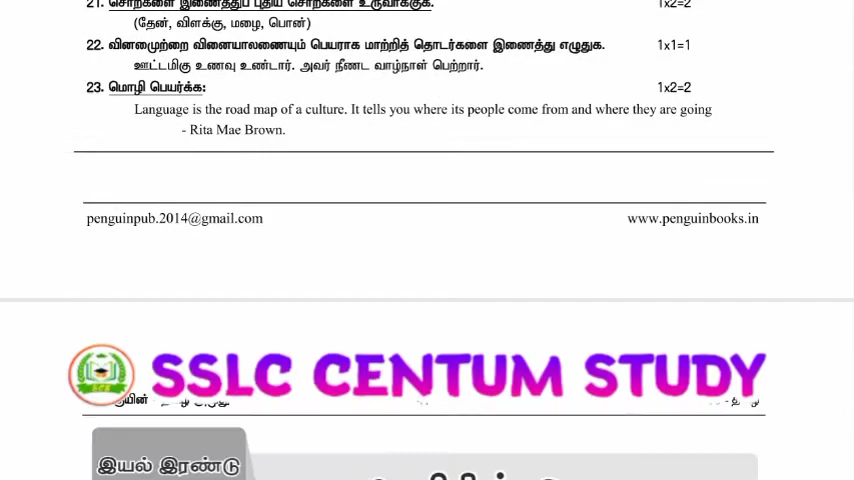 21. சொற்களை இணைத்துப் புதிய சொற்களை உருவாக்குக. 1x2=2
(தேன், விளக்கு, மழை, பொன்)
22. வினைமுற்றை வினையாலணையும் பெயராக மாற்றித் தொடர்களை இணைத்து எழுதுக. 1x1=1
ஊட்டமிகு உணவு உண்டார். அவர் நீண்ட வாழ்நாள் பெற்றார்.
23. மொழி பெயர்க்க: 1x2=2
Language is the road map of a culture. It tells you where its people come from and where they are going
- Rita Mae Brown.
penguinpub.2014@gmail.com www.penguinbooks.in
SSLC CENTUM STUDY
இயல் இரண்டு